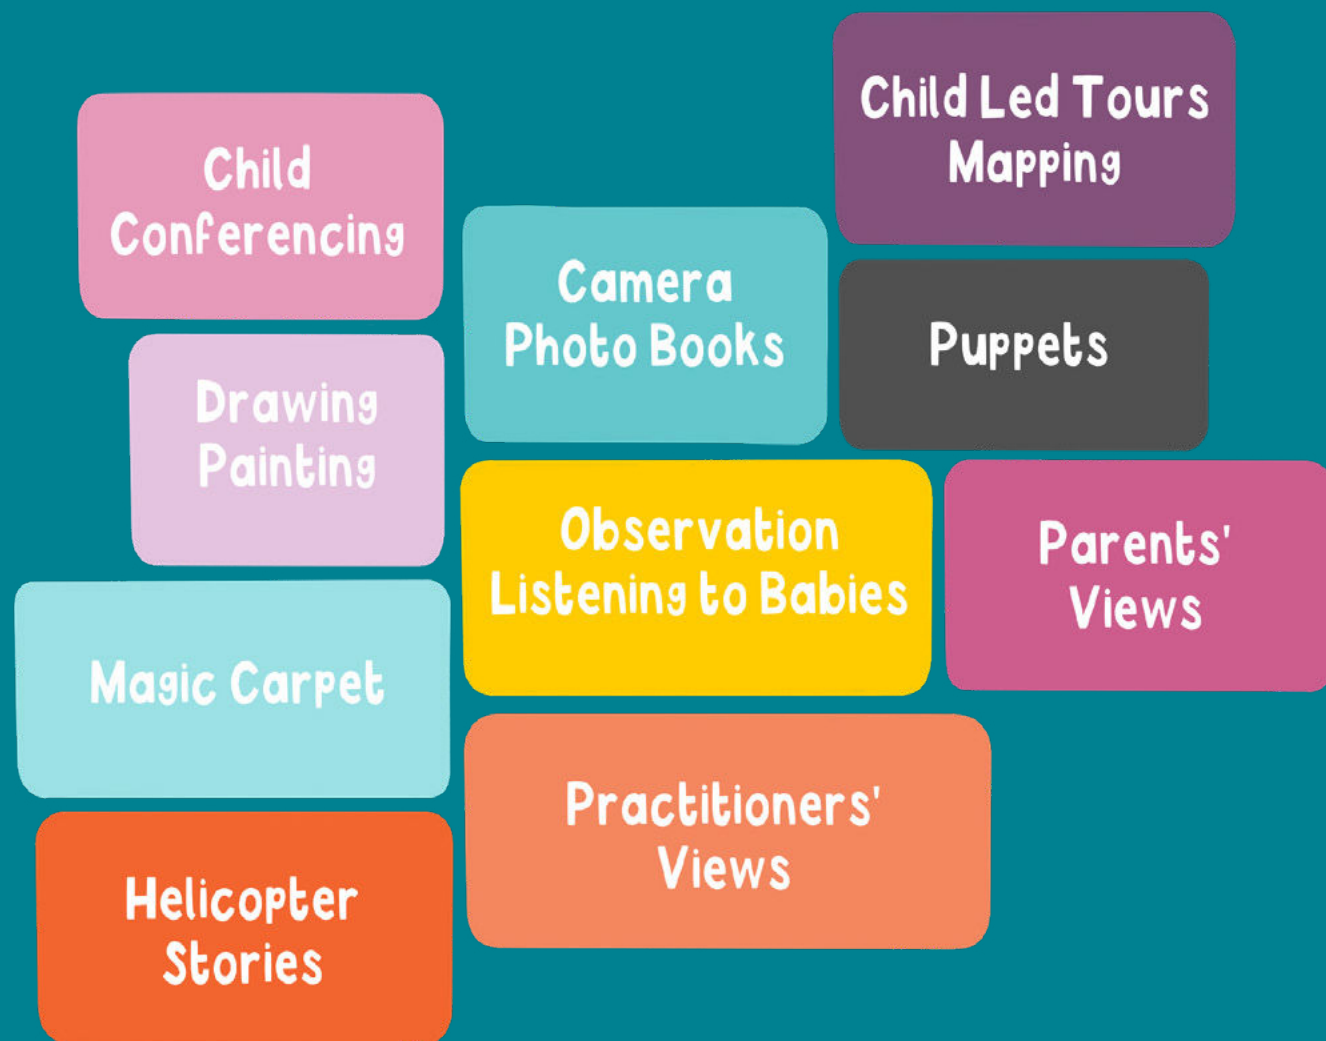 Child
Conferencing
Drawing
Painting
Magic Carpet
Helicopter
Stories
Camera
Photo Books
Observation
Listening to Babies
Practitioners'
Views
Child Led Tours
Mapping
Puppets
Parents'
Views